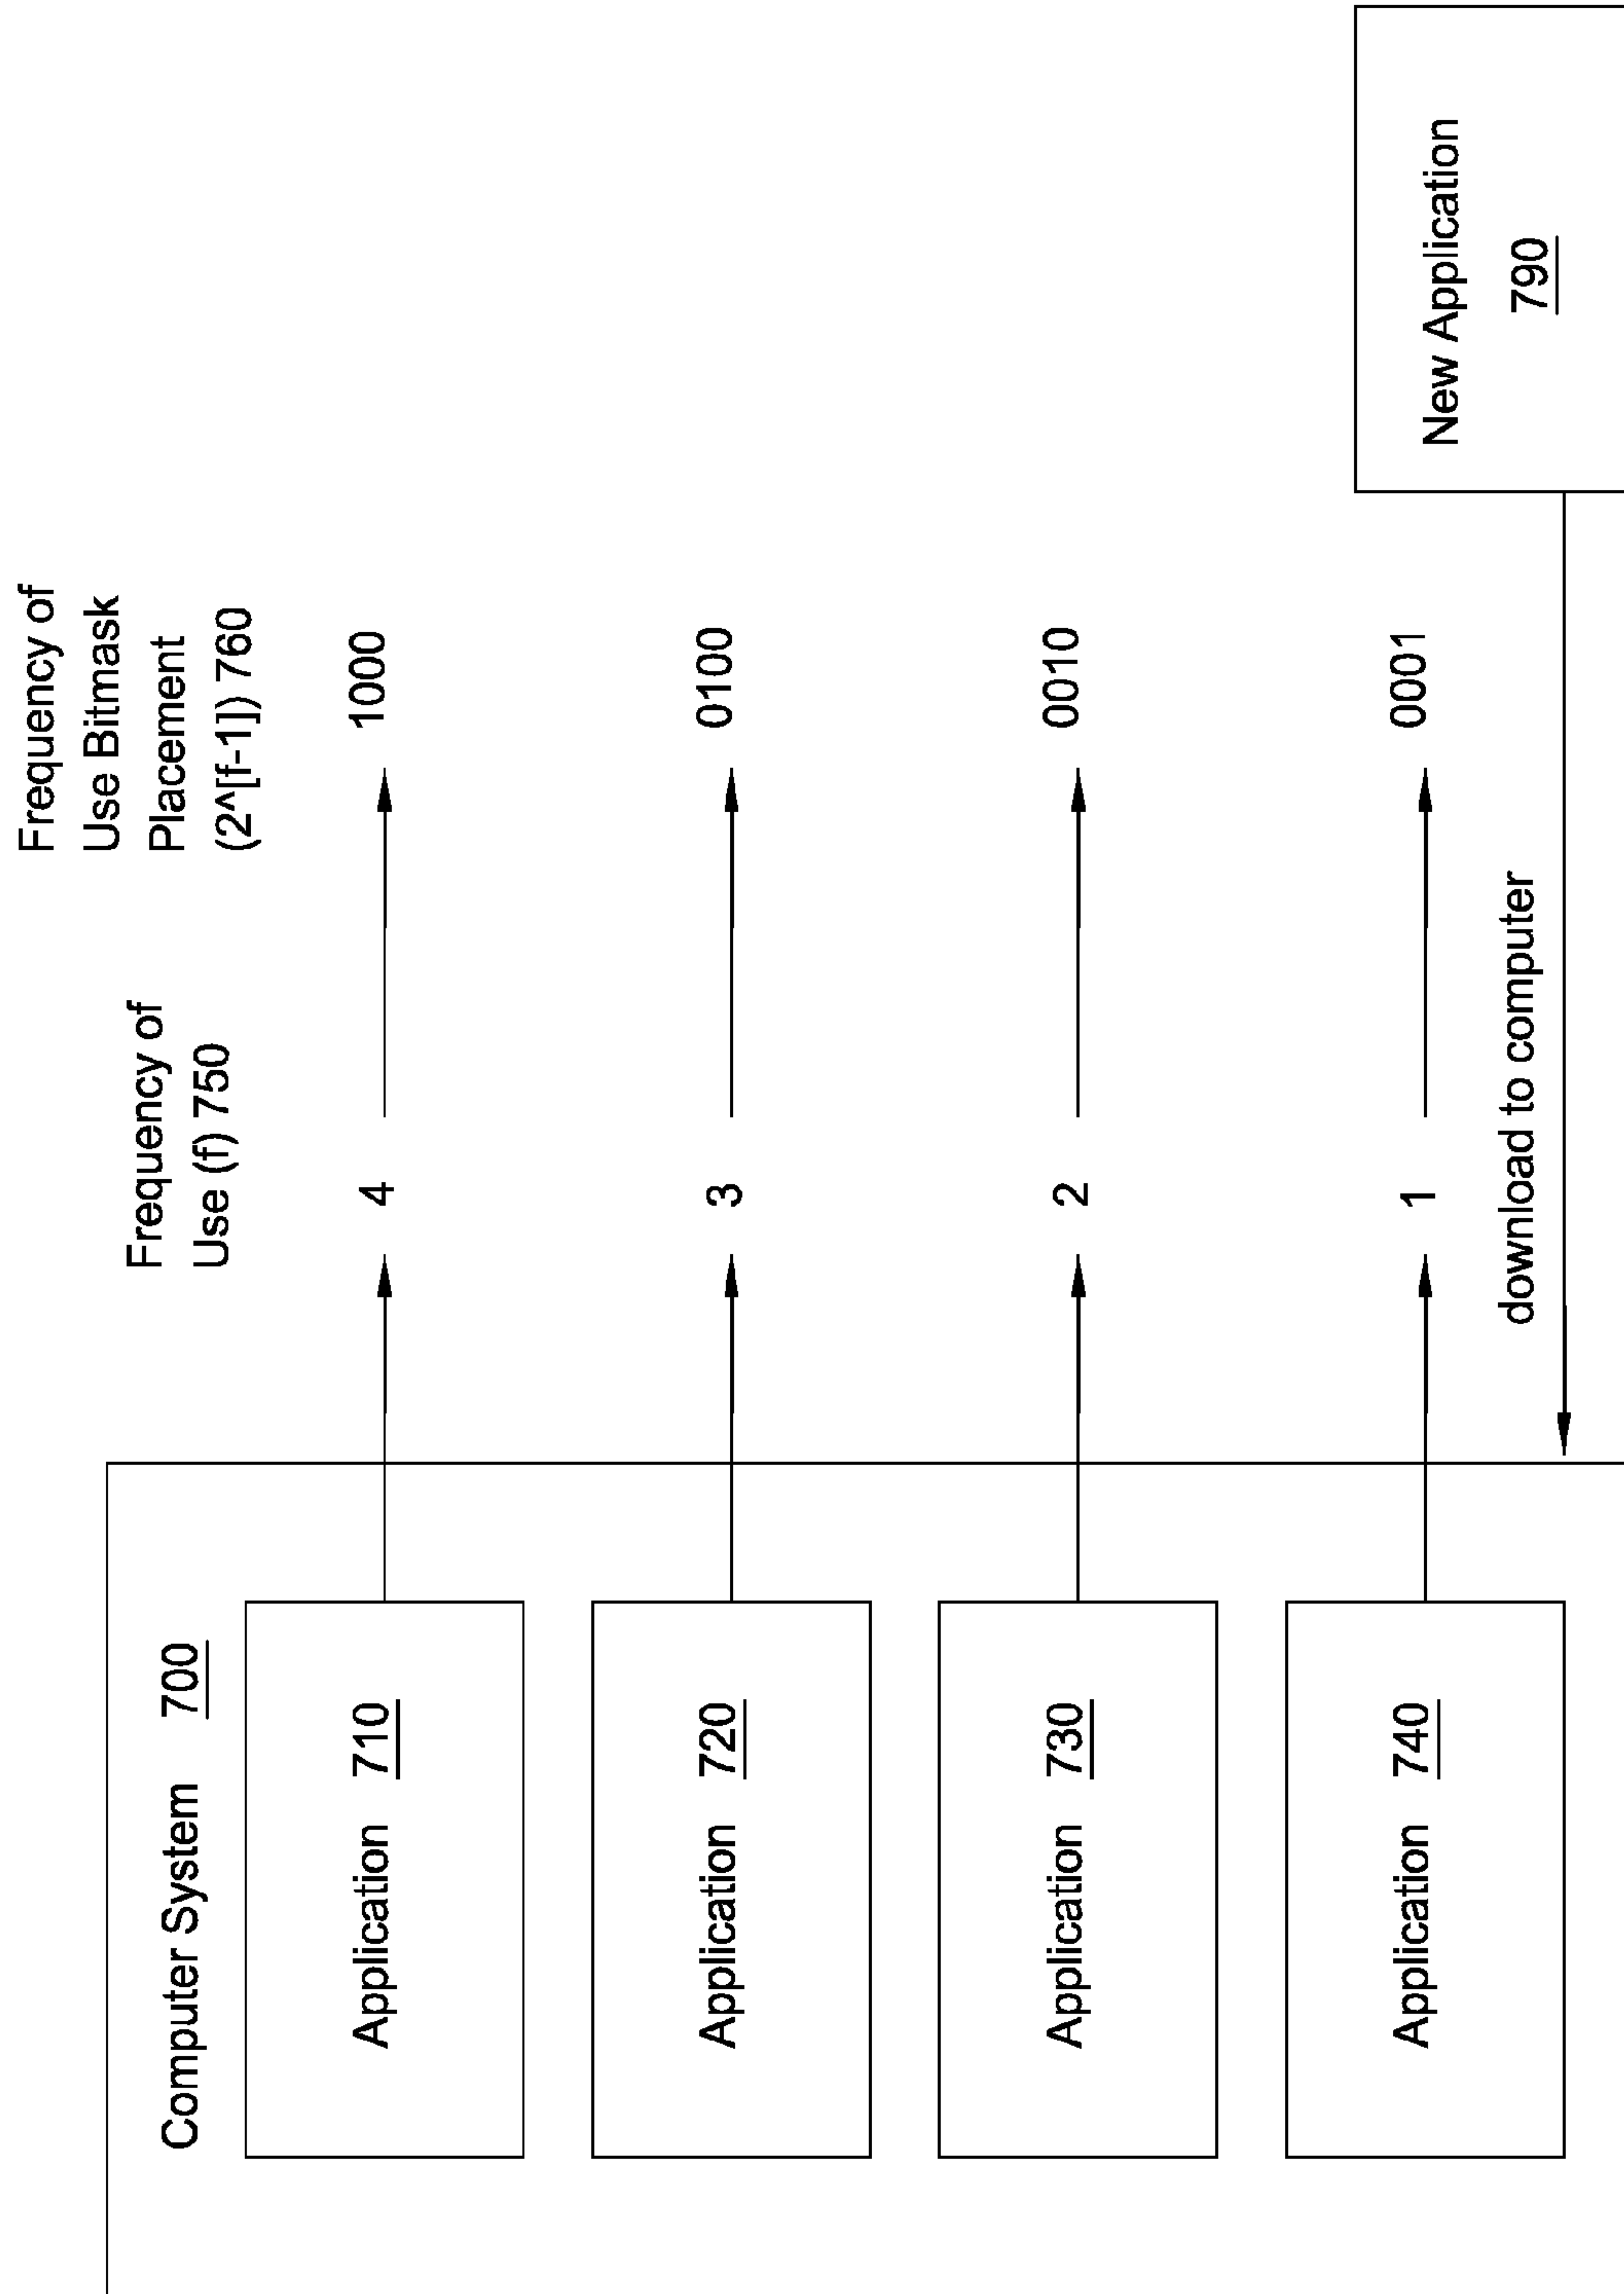 Computer System 700
Frequency of
Use (f) 750
Frequency of
Use Bitmask
Placement
(2^[f-1]) 760
Application 710
4
1000
Application 720
3
0100
Application 730
2
0010
Application 740
1
0001
download to computer
New Application
790